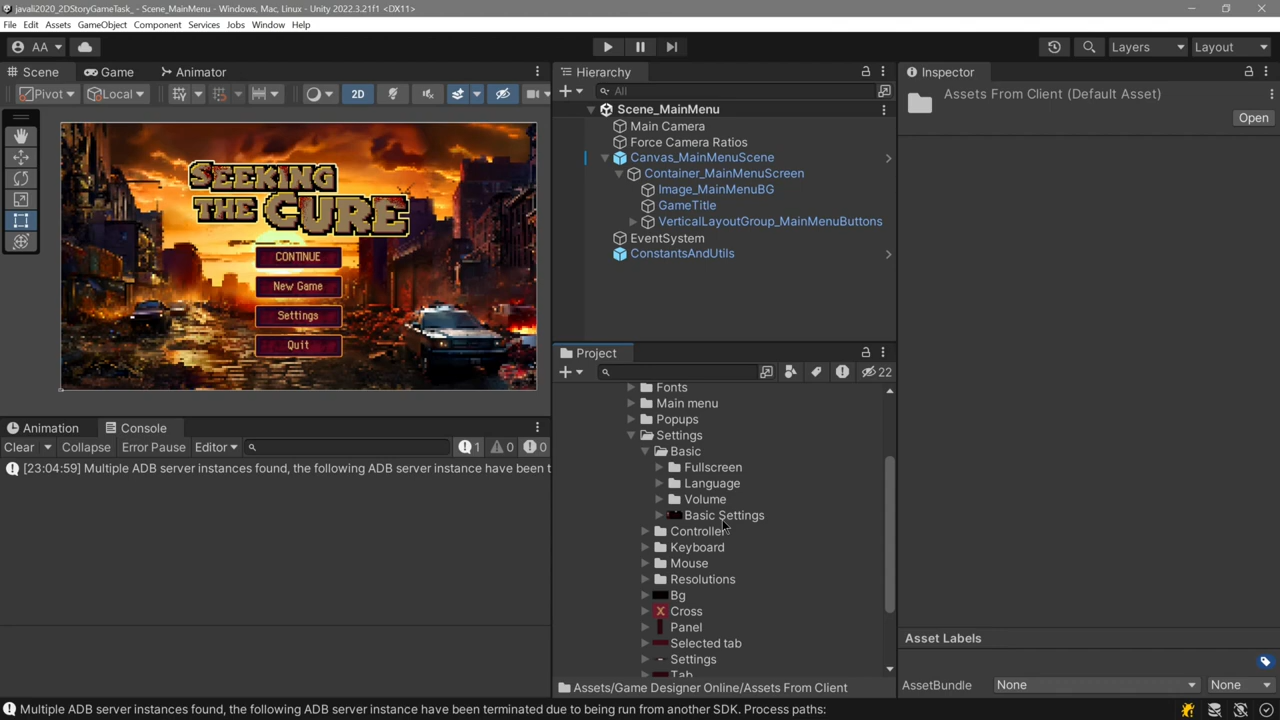 javali2020_2DStoryGameTask_ - Scene_MainMenu - Windows, Mac, Linux - Unity 2022.3.21f1 <DX11>
File Edit Assets GameObject Component Services Jobs Window Help
AA
Layers
Layout
Scene
Game
Animator
Pivot
Local
2D
SEEKING
THE CURE
CONTINUE
New Game
Settings
Quit
Animation
Console
Clear
Collapse
Error Pause
Editor
1
0
0
[23:04:59] Multiple ADB server instances found, the following ADB server instance have been t
Hierarchy
All
Scene_MainMenu
Main Camera
Force Camera Ratios
Canvas_MainMenuScene
Container_MainMenuScreen
Image_MainMenuBG
GameTitle
VerticalLayoutGroup_MainMenuButtons
EventSystem
ConstantsAndUtils
Project
22
Fonts
Main menu
Popups
Settings
Basic
Fullscreen
Language
Volume
Basic Settings
Controller
Keyboard
Mouse
Resolutions
Bg
Cross
Panel
Selected tab
Settings
Tab
Assets/Game Designer Online/Assets From Client
Inspector
Assets From Client (Default Asset)
Open
Asset Labels
AssetBundle
None
None
Multiple ADB server instances found, the following ADB server instance have been terminated due to being run from another SDK. Process paths: